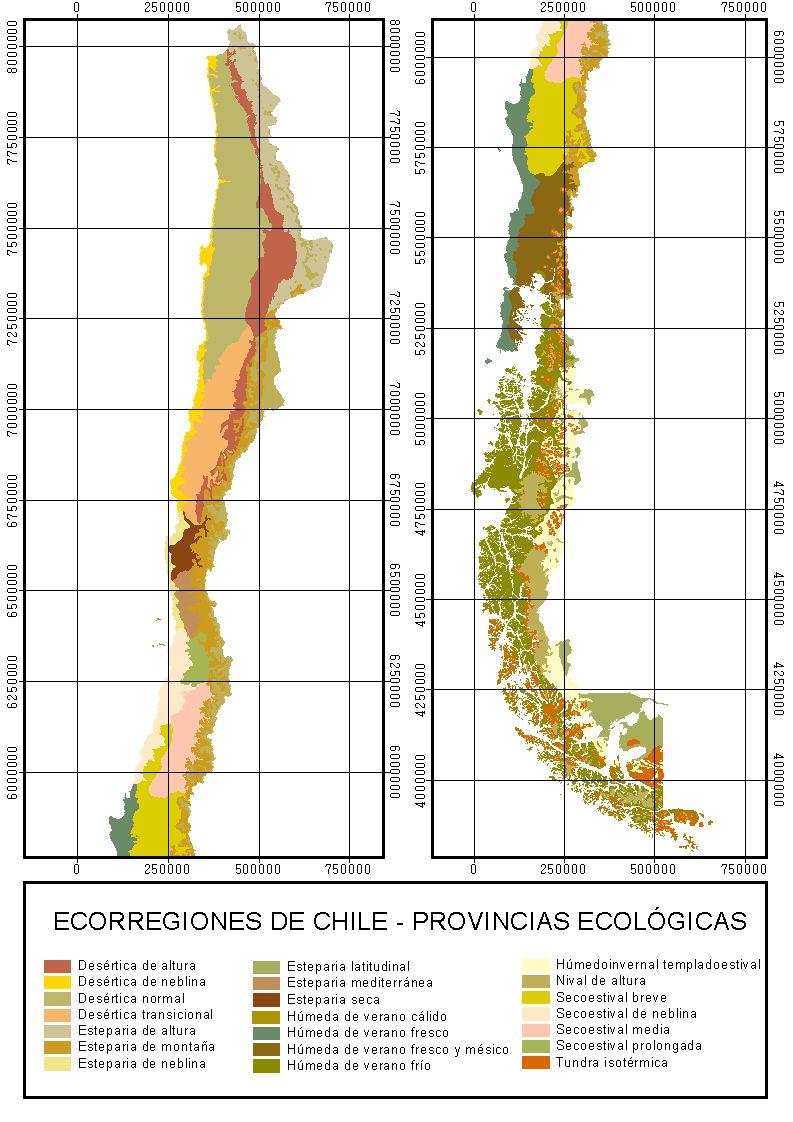 0 250000 500000 750000
0 250000 500000 750000
8000000
8000000
7750000
7750000
7500000
7500000
7250000
7250000
7000000
7000000
6750000
6750000
6500000
6500000
6250000
6250000
6000000
6000000
0 250000 500000 750000
6000000
6000000
5750000
5750000
5500000
5500000
5250000
5250000
5000000
5000000
4750000
4750000
4500000
4500000
4250000
4250000
4000000
4000000
0 250000 500000 750000
ECORREGIONES DE CHILE - PROVINCIAS ECOLÓGICAS
Desértica de altura
Desértica de neblina
Desértica normal
Desértica transicional
Esteparia de altura
Esteparia de montaña
Esteparia de neblina
Esteparia latitudinal
Esteparia mediterránea
Esteparia seca
Húmeda de verano cálido
Húmeda de verano fresco
Húmeda de verano fresco y mésico
Húmeda de verano frío
Húmedoinvernal templadoestival
Nival de altura
Secoestival breve
Secoestival de neblina
Secoestival media
Secoestival prolongada
Tundra isotérmica